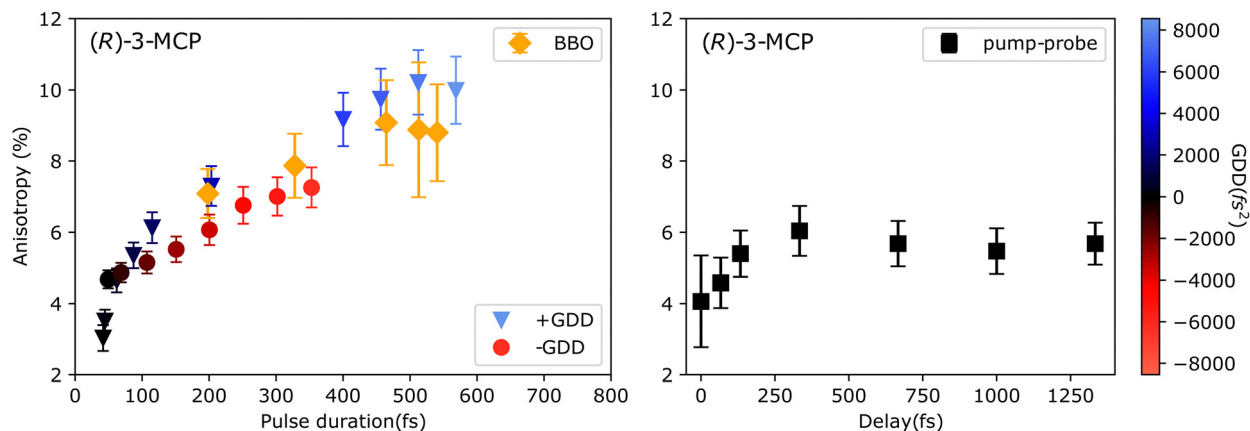 (R)-3-MCP
BBO
+GDD
-GDD
Anisotropy (%)
12
10
8
6
4
2
0 100 200 300 400 500 600 700 800
Pulse duration(fs)
(R)-3-MCP
pump-probe
12
10
8
6
4
2
0 250 500 750 1000 1250
Delay(fs)
8000
6000
4000
2000
0
−2000
−4000
−6000
−8000
GDD(fs²)